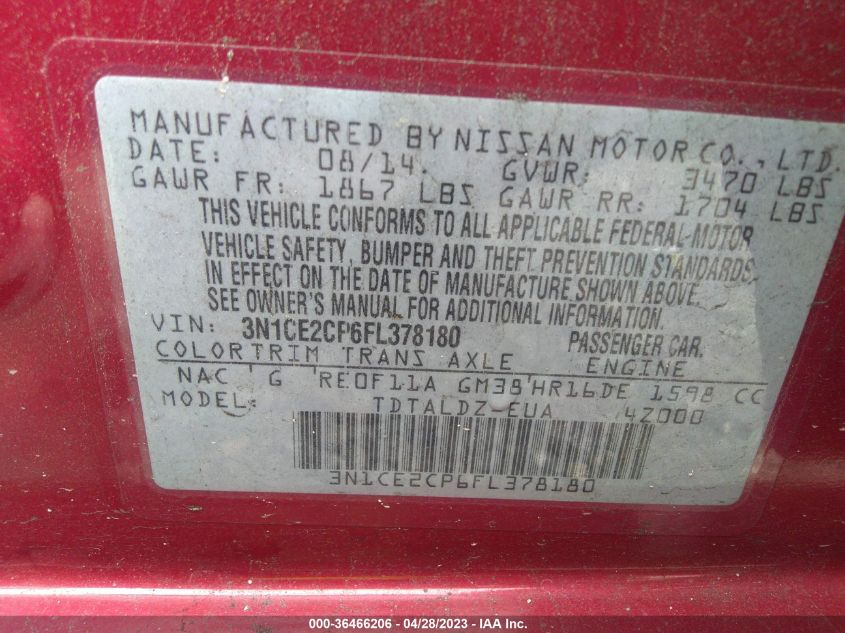 MANUFACTURED BY NISSAN MOTOR CO., LTD.
DATE: 08/14. GVWR: 3470 LBS
GAWR FR: 1867 LBS GAWR RR: 1704 LBS
THIS VEHICLE CONFORMS TO ALL APPLICABLE FEDERAL MOTOR
VEHICLE SAFETY, BUMPER AND THEFT PREVENTION STANDARDS
IN EFFECT ON THE DATE OF MANUFACTURE SHOWN ABOVE.
SEE OWNER'S MANUAL FOR ADDITIONAL INFORMATION.
VIN: 3N1CE2CP6FL378180 PASSENGER CAR.
COLORTRIM TRANS AXLE ENGINE
NAC G RE0F11A GM38 HR16DE 1598 CC
MODEL: TDTALDZ-EUA 4Z000
3N1CE2CP6FL378180
000-36466206 - 04/28/2023 - IAA Inc.